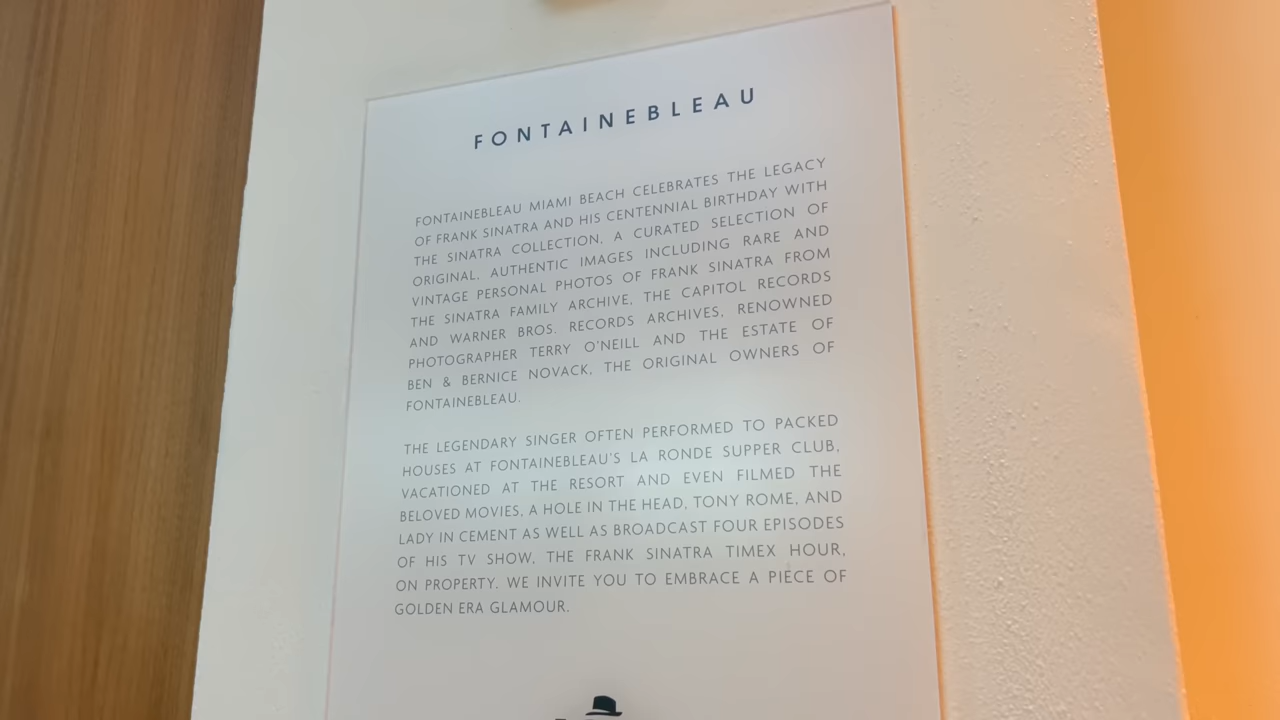 FONTAINEBLEAU
FONTAINEBLEAU MIAMI BEACH CELEBRATES THE LEGACY
OF FRANK SINATRA AND HIS CENTENNIAL BIRTHDAY WITH
THE SINATRA COLLECTION, A CURATED SELECTION OF
ORIGINAL, AUTHENTIC IMAGES INCLUDING RARE AND
VINTAGE PERSONAL PHOTOS OF FRANK SINATRA FROM
THE SINATRA FAMILY ARCHIVE, THE CAPITOL RECORDS
AND WARNER BROS. RECORDS ARCHIVES, RENOWNED
PHOTOGRAPHER TERRY O'NEILL AND THE ESTATE OF
BEN & BERNICE NOVACK, THE ORIGINAL OWNERS OF
FONTAINEBLEAU.
THE LEGENDARY SINGER OFTEN PERFORMED TO PACKED
HOUSES AT FONTAINEBLEAU'S LA RONDE SUPPER CLUB,
VACATIONED AT THE RESORT AND EVEN FILMED THE
BELOVED MOVIES, A HOLE IN THE HEAD, TONY ROME, AND
LADY IN CEMENT AS WELL AS BROADCAST FOUR EPISODES
OF HIS TV SHOW, THE FRANK SINATRA TIMEX HOUR,
ON PROPERTY. WE INVITE YOU TO EMBRACE A PIECE OF
GOLDEN ERA GLAMOUR.